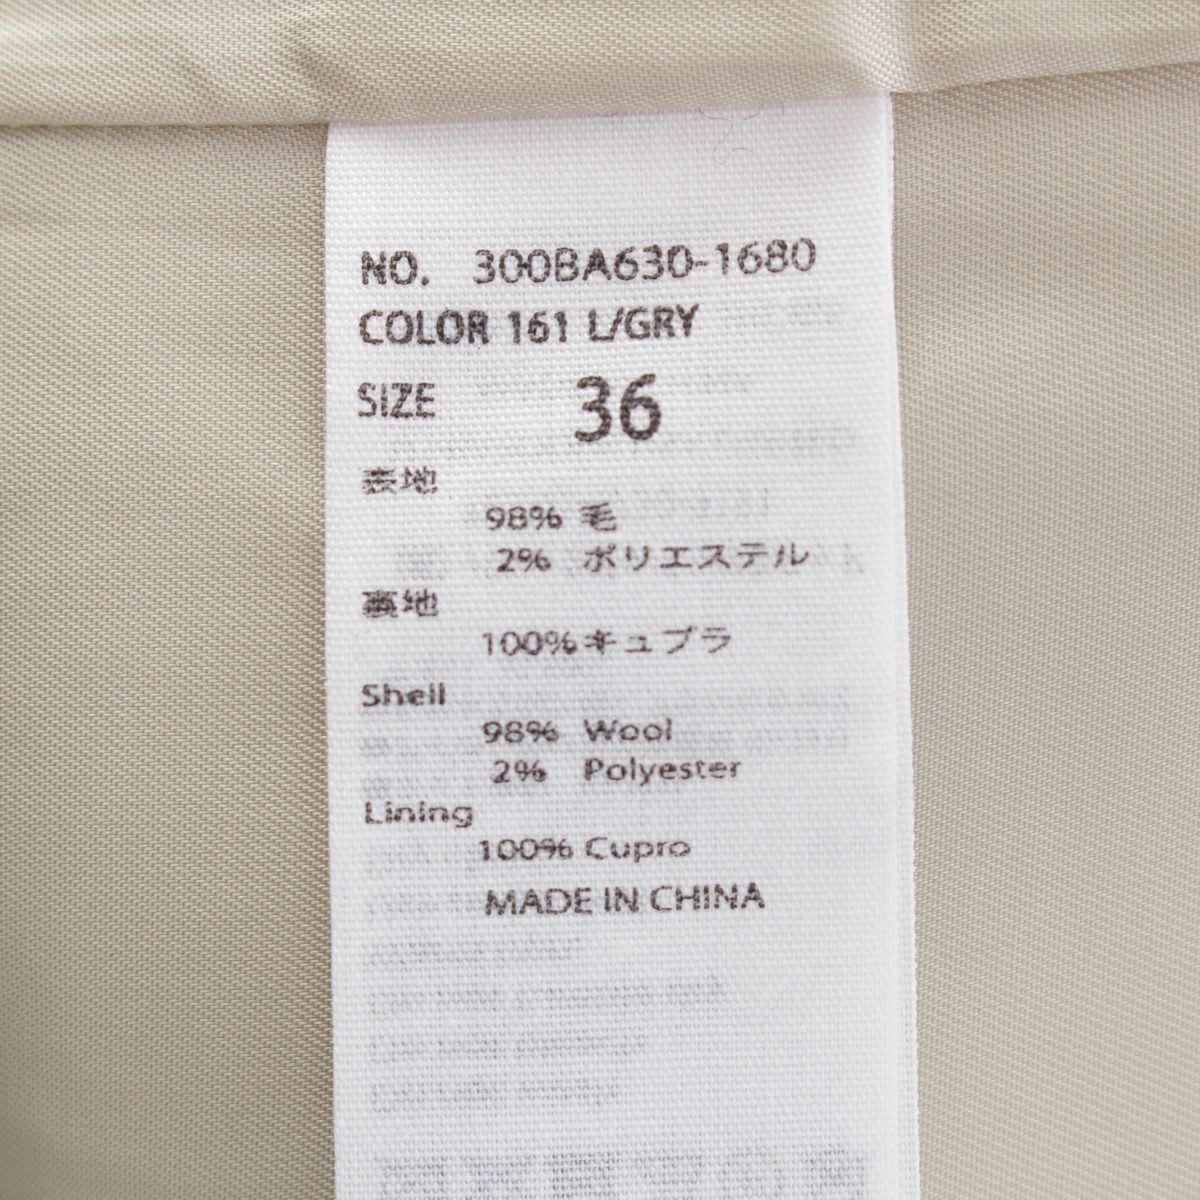 NO. 300BA630-1680
COLOR 161 L/GRY
SIZE 36
表地
98% 毛
2% ポリエステル
裏地
100%キュプラ
Shell
98% Wool
2% Polyester
Lining
100% Cupro
MADE IN CHINA